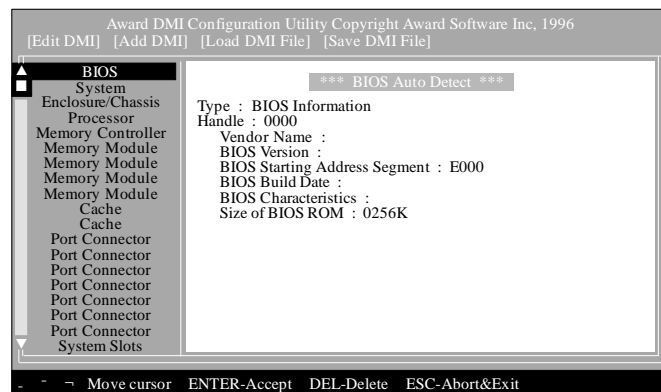 Award DMI Configuration Utility Copyright Award Software Inc, 1996
[Edit DMI] [Add DMI] [Load DMI File] [Save DMI File]
BIOS
System
Enclosure/Chassis
Processor
Memory Controller
Memory Module
Memory Module
Memory Module
Memory Module
Cache
Cache
Port Connector
Port Connector
Port Connector
Port Connector
Port Connector
Port Connector
Port Connector
System Slots
*** BIOS Auto Detect ***
Type : BIOS Information
Handle : 0000
Vendor Name :
BIOS Version :
BIOS Starting Address Segment : E000
BIOS Build Date :
BIOS Characteristics :
Size of BIOS ROM : 0256K
- - ¬ Move cursor ENTER-Accept DEL-Delete ESC-Abort&Exit